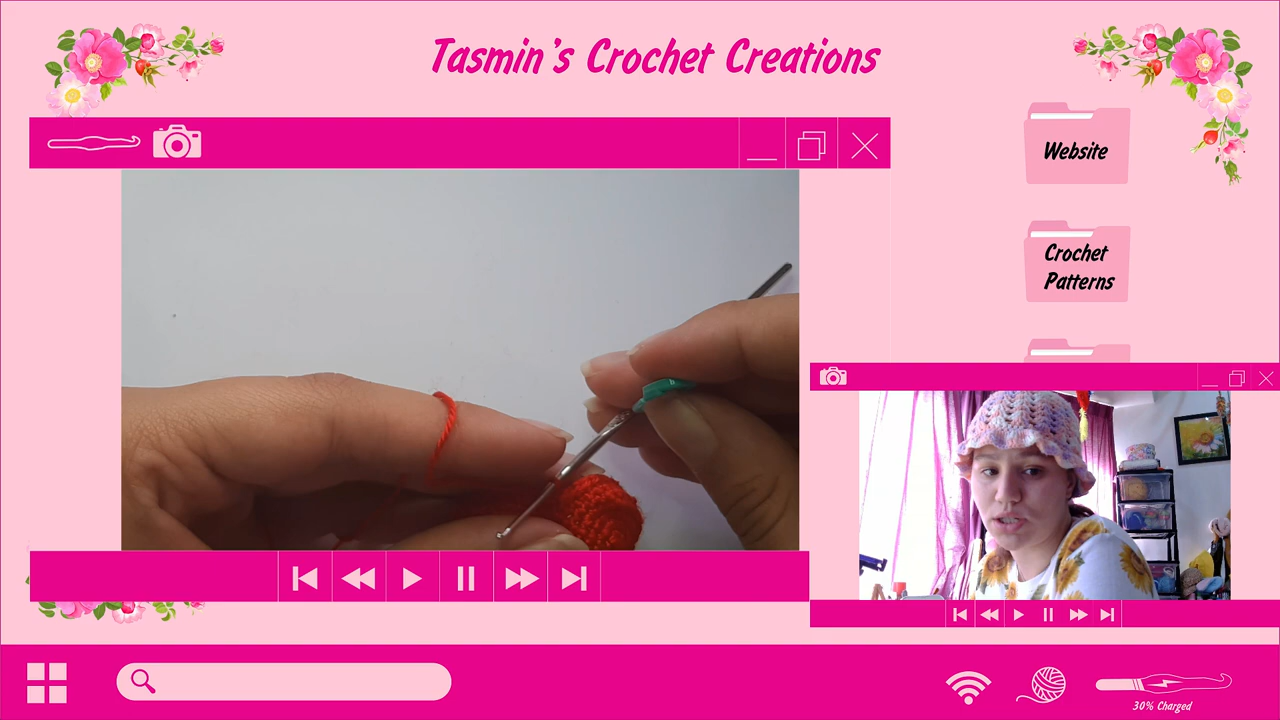 Tasmin's Crochet Creations
Website
Crochet
Patterns
30% Charged